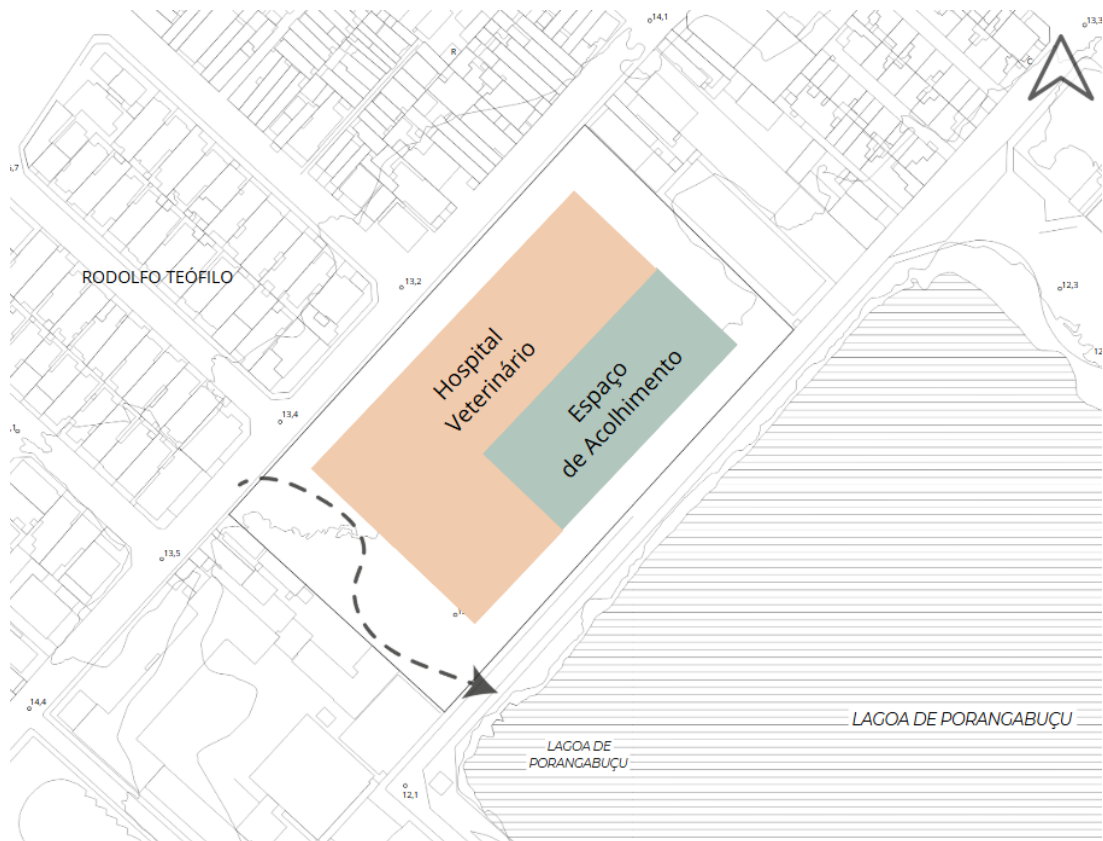 14,1
13,3
R
C
RODOLFO TEÓFILO
13,2
12,3
Hospital
Veterinário
Espaço
de Acolhimento
13,4
13,5
14,4
LAGOA DE PORANGABUÇU
LAGOA DE
PORANGABUÇU
12,1